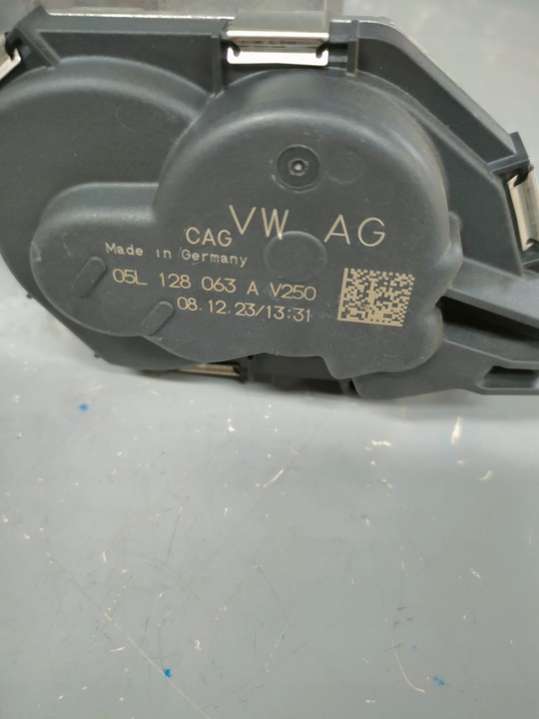 CAG VW AG
Made in Germany
05L 128 063 A V250
08.12.23/13:31